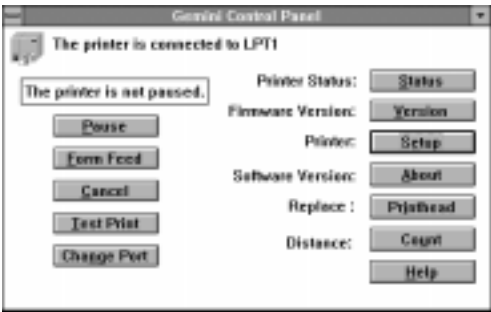 Gemini Control Panel
The printer is connected to LPT1
The printer is not paused.
Pause
Form Feed
Cancel
Test Print
Change Port
Printer Status: Status
Firmware Version: Version
Printer: Setup
Software Version: About
Replace : Printhead
Distance: Count
Help